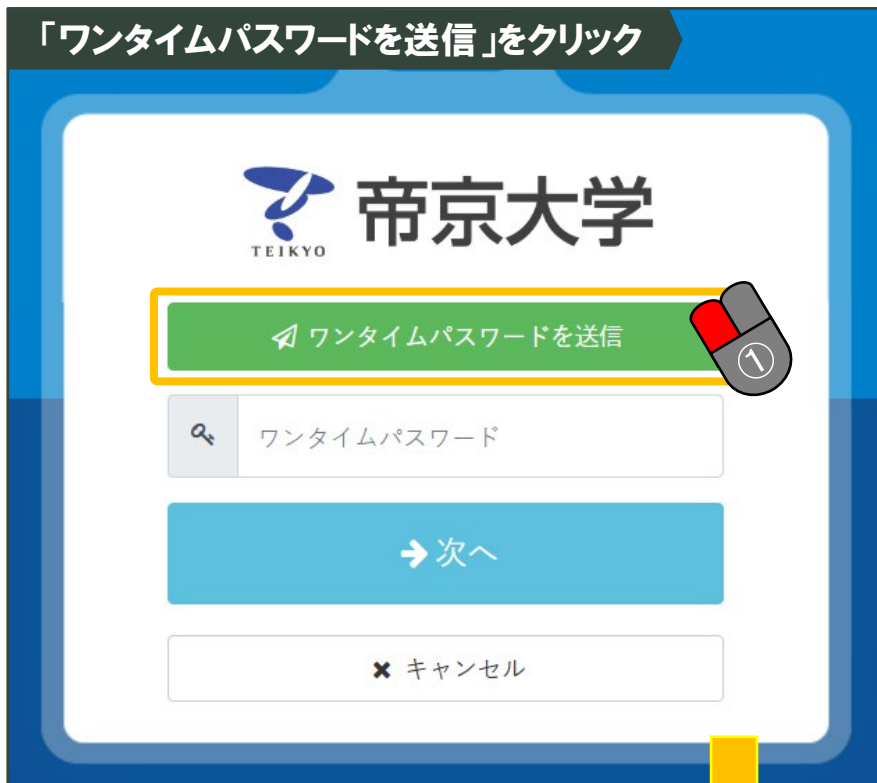 「ワンタイムパスワードを送信」をクリック
帝京大学
TEIKYO
ワンタイムパスワードを送信
①
ワンタイムパスワード
次へ
キャンセル